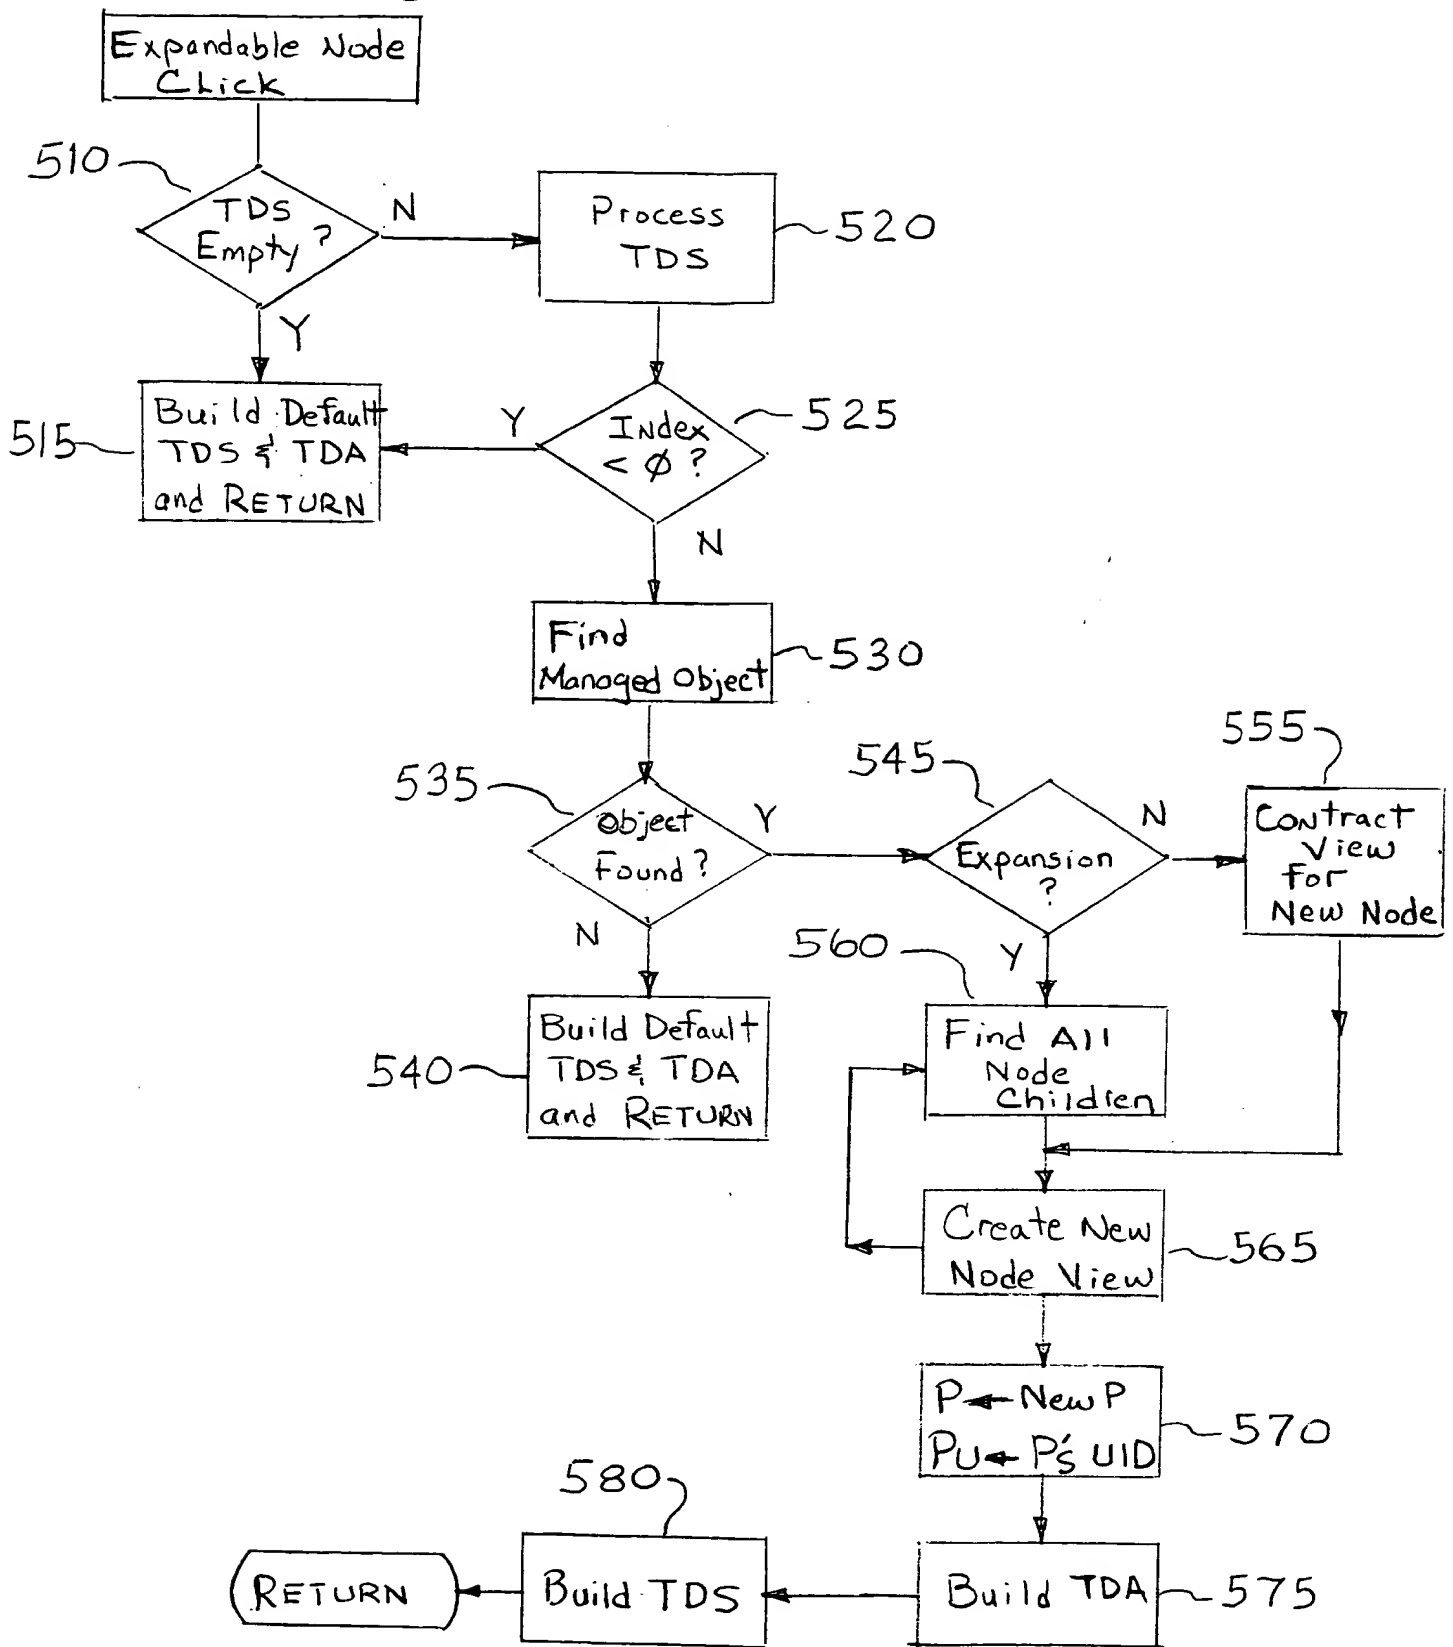 Expandable Node
Click
510
TDS
Empty?
N
Y
Process
TDS
520
515
Build Default
TDS & TDA
and RETURN
Y
Index
< Ø ?
525
N
Find
Managed Object
530
535
Object
Found?
Y
N
545
Expansion
?
N
Y
555
Contract
View
for
New Node
540
Build Default
TDS & TDA
and RETURN
560
Find All
Node
Children
Create New
Node View
565
P ← New P
PU ← P's UID
570
580
RETURN
Build TDS
Build TDA
575